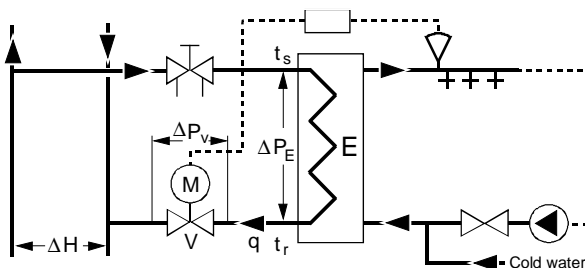 t_s
ΔP_v
ΔP_E
E
M
ΔH
V
q
t_r
Cold water